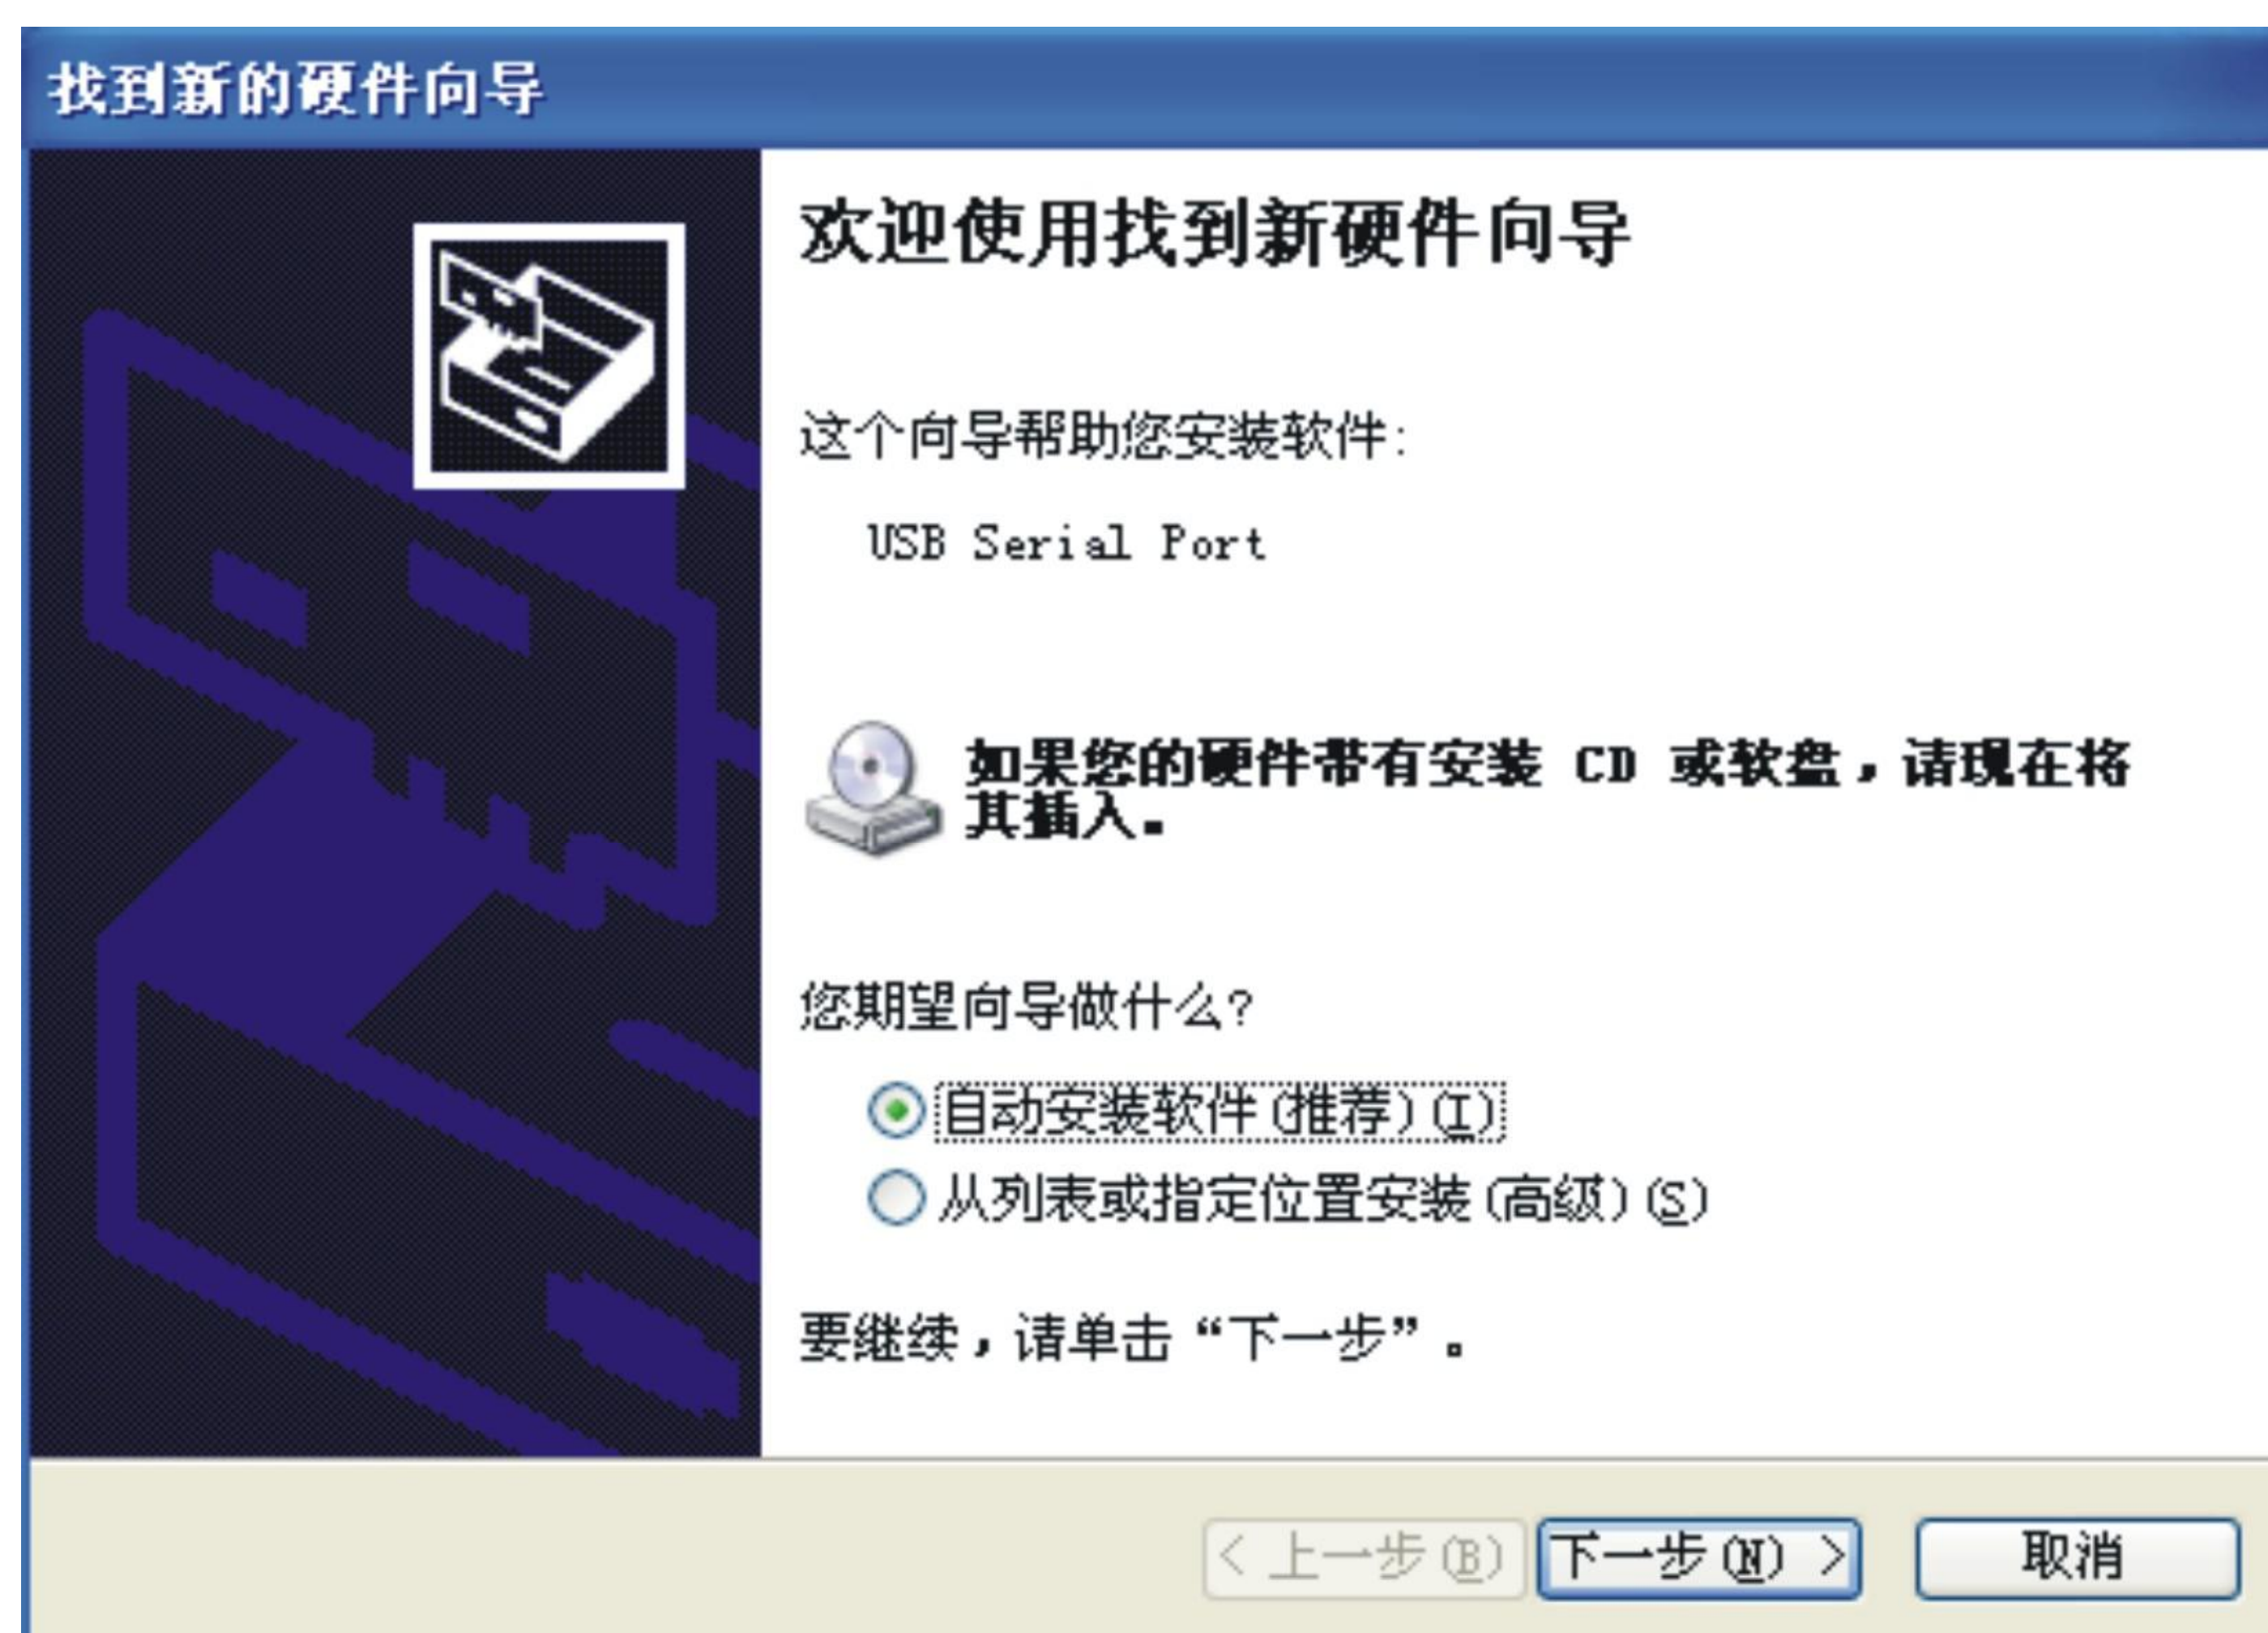 找到新的硬件向导
欢迎使用找到新硬件向导
这个向导帮助您安装软件:
USB Serial Port
如果您的硬件带有安装 CD 或软盘，请现在将
其插入。
您期望向导做什么?
自动安装软件(推荐)(I)
从列表或指定位置安装(高级)(S)
要继续，请单击“下一步”。
< 上一步(B) 下一步(N) > 取消